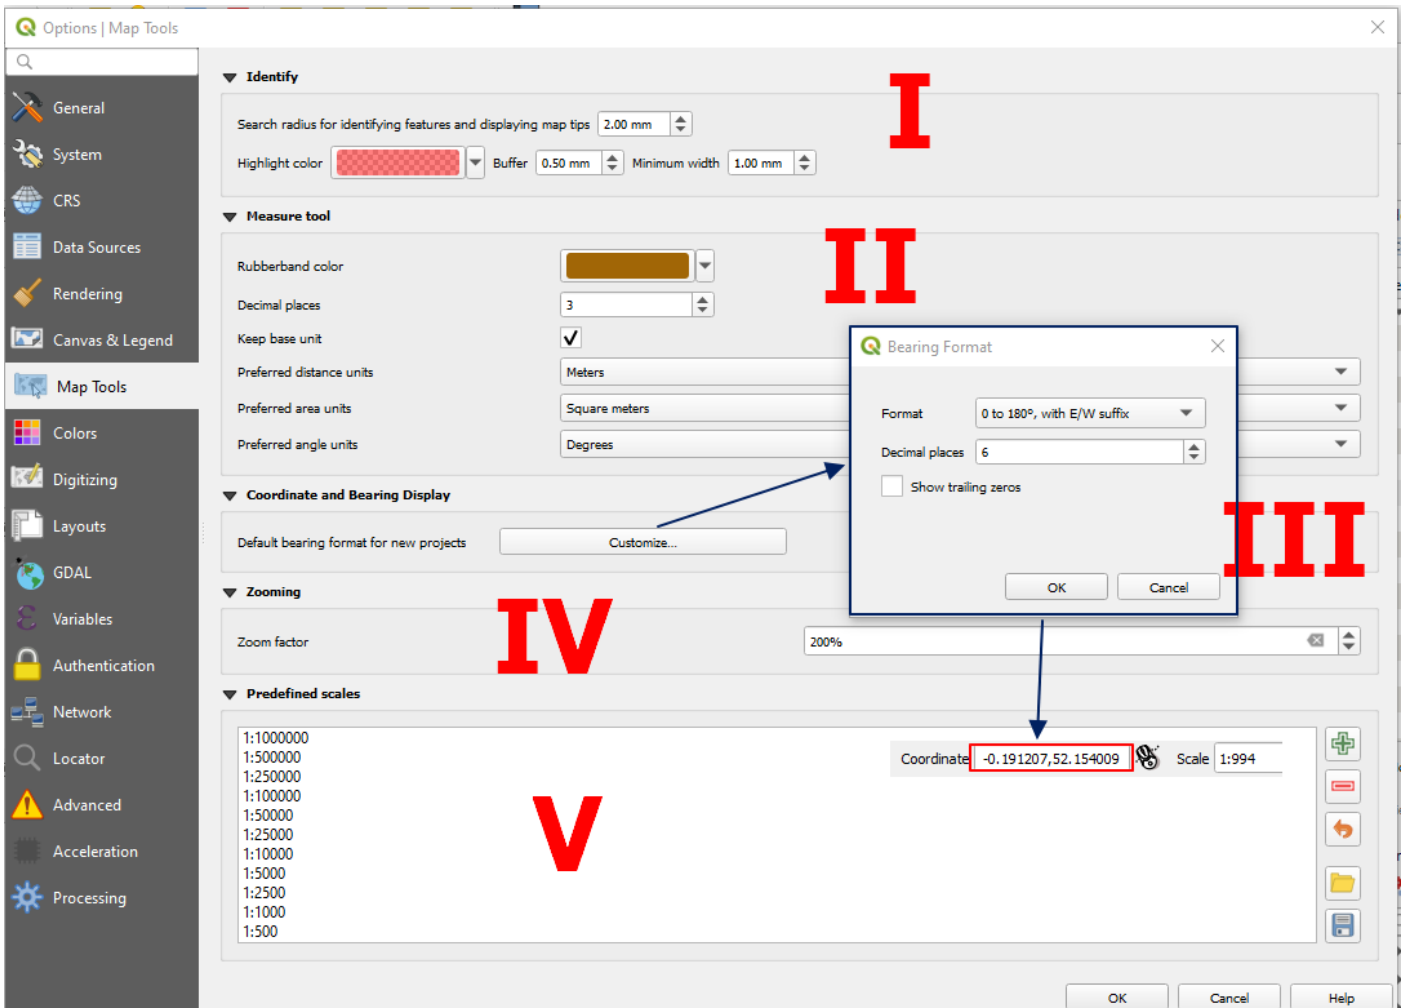 Options | Map Tools
General
System
CRS
Data Sources
Rendering
Canvas & Legend
Map Tools
Colors
Digitizing
Layouts
GDAL
Variables
Authentication
Network
Locator
Advanced
Acceleration
Processing
Identify
I
Search radius for identifying features and displaying map tips 2.00 mm
Highlight color Buffer 0.50 mm Minimum width 1.00 mm
Measure tool
II
Rubberband color
Decimal places 3
Keep base unit
Preferred distance units Meters
Preferred area units Square meters
Preferred angle units Degrees
Bearing Format
Format 0 to 180º, with E/W suffix
Decimal places 6
Show trailing zeros
OK Cancel
III
Coordinate and Bearing Display
Default bearing format for new projects Customize...
Zooming
IV
Zoom factor 200%
Predefined scales
1:1000000
1:500000
1:250000
1:100000
1:50000
1:25000
1:10000
1:5000
1:2500
1:1000
1:500
V
Coordinate -0.191207,52.154009 Scale 1:994
OK Cancel Help